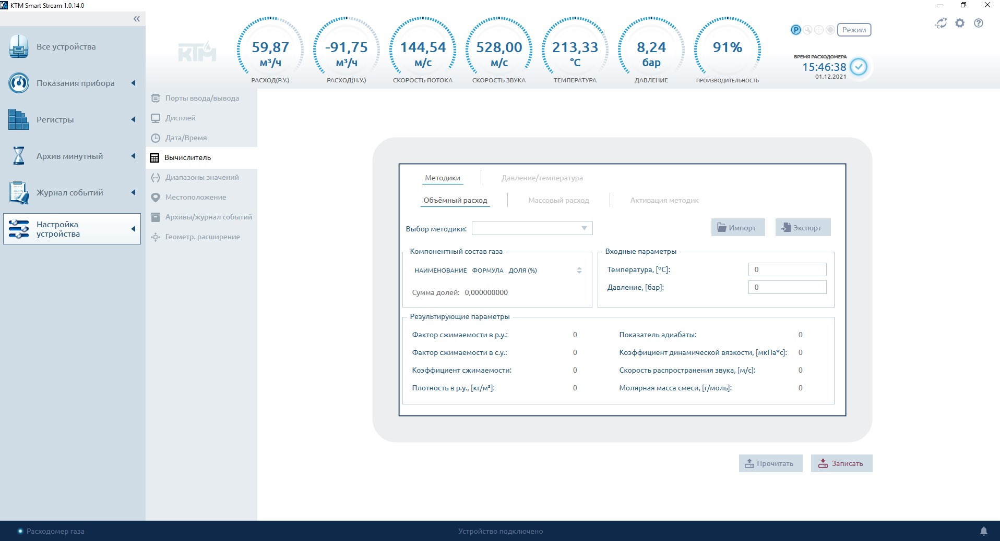 KTM Smart Stream 1.0.14.0
Все устройства
Показания прибора
Регистры
Архив минутный
Журнал событий
Настройка
устройства
КТМ
59,87
м³/ч
РАСХОД(Р.У.)
-91,75
м³/ч
РАСХОД(Н.У.)
144,54
м/с
СКОРОСТЬ ПОТОКА
528,00
м/с
СКОРОСТЬ ЗВУКА
213,33
°C
ТЕМПЕРАТУРА
8,24
бар
ДАВЛЕНИЕ
91%
ПРОИЗВОДИТЕЛЬНОСТЬ
P
Режим
ВРЕМЯ РАСХОДОМЕРА
15:46:38
01.12.2021
°C °F
Порты ввода/вывода
Дисплей
Дата/Время
Вычислитель
Диапазоны значений
Местоположение
Архивы/журнал событий
Геометр. расширение
Методики
Давление/температура
Объёмный расход
Массовый расход
Активация методик
Выбор методики:
Импорт
Экспорт
Компонентный состав газа
НАИМЕНОВАНИЕ ФОРМУЛА ДОЛЯ (%)
Сумма долей: 0,000000000
Входные параметры
Температура, [°C]: 0
Давление, [бар]: 0
Результирующие параметры
Фактор сжимаемости в р.у.: 0
Показатель адиабаты: 0
Фактор сжимаемости в с.у.: 0
Коэффициент динамической вязкости, [мкПа*с]: 0
Коэффициент сжимаемости: 0
Скорость распространения звука, [м/с]: 0
Плотность в р.у., [кг/м³]: 0
Молярная масса смеси, [г/моль]: 0
Прочитать
Записать
Расходомер газа
Устройство подключено